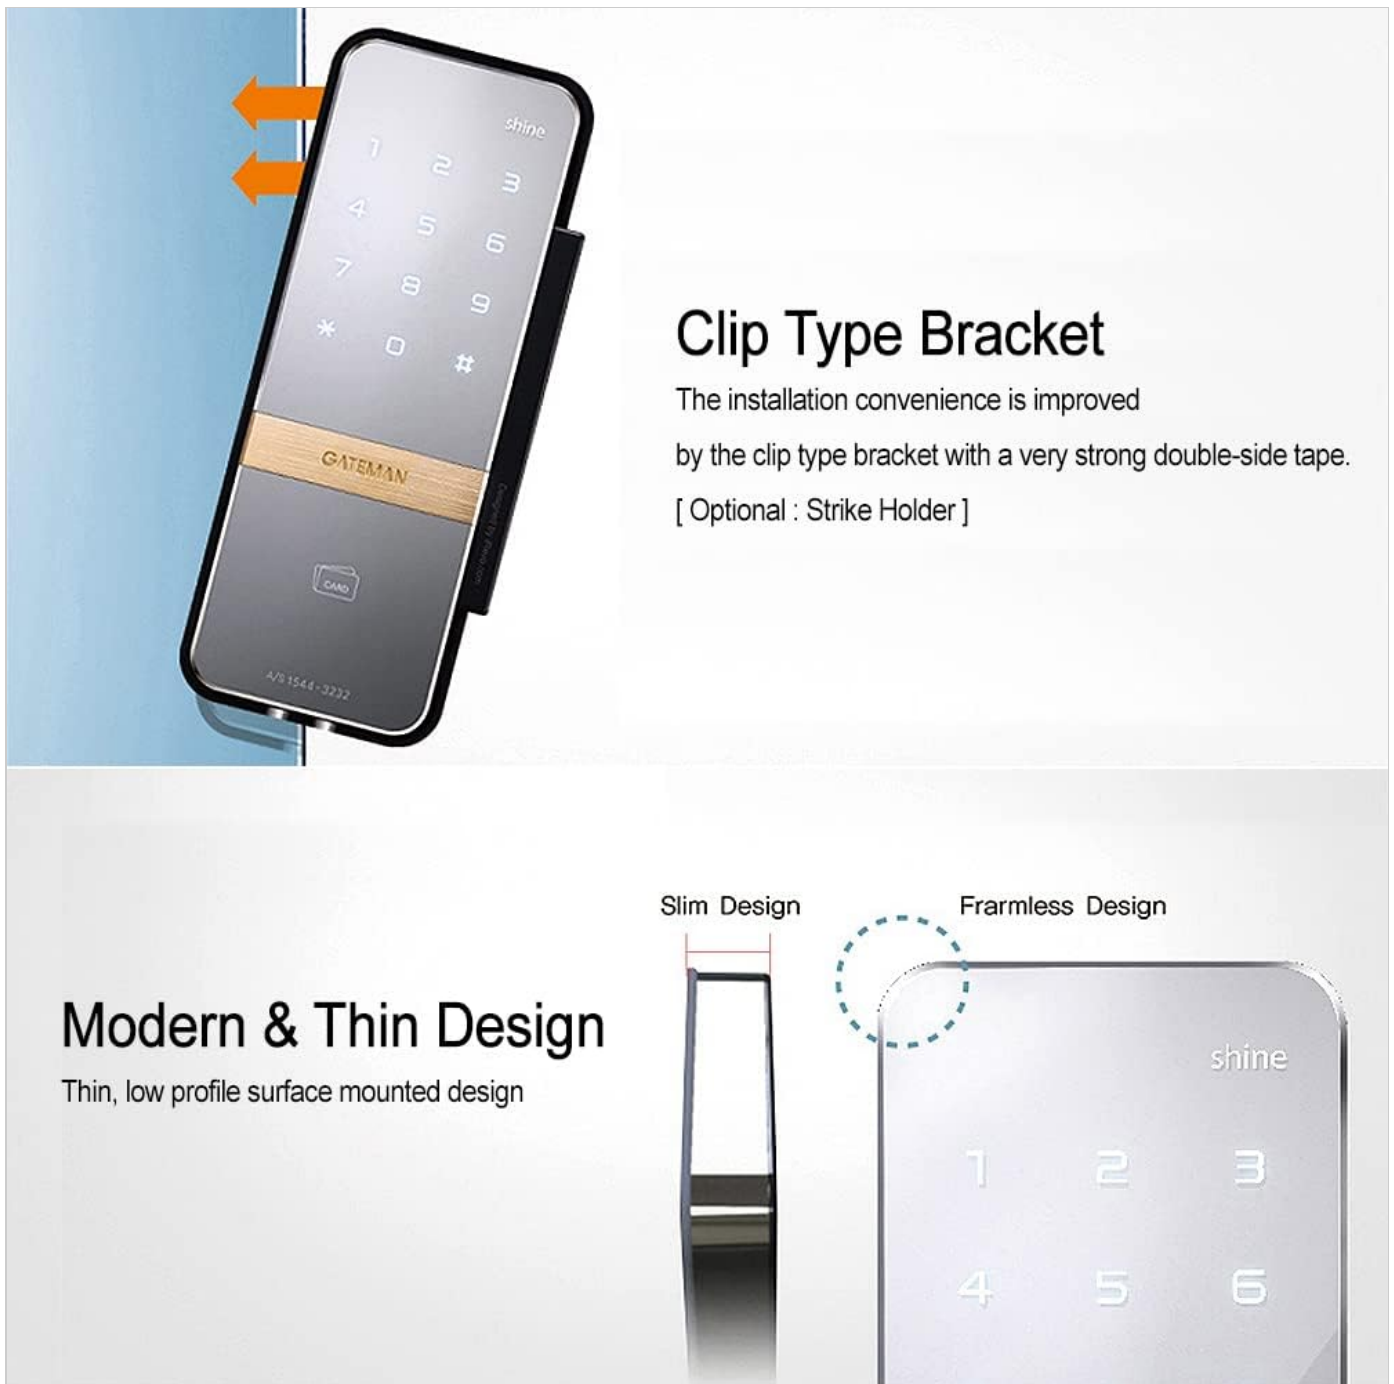 shine
1 2 3
4 5 6
7 8 9
* 0 #
GATEMAN
CARD
A/S 1544-3232
Clip Type Bracket
The installation convenience is improved
by the clip type bracket with a very strong double-side tape.
[ Optional : Strike Holder ]
Slim Design
Frarmless Design
Modern & Thin Design
Thin, low profile surface mounted design
shine
1 2 3
4 5 6